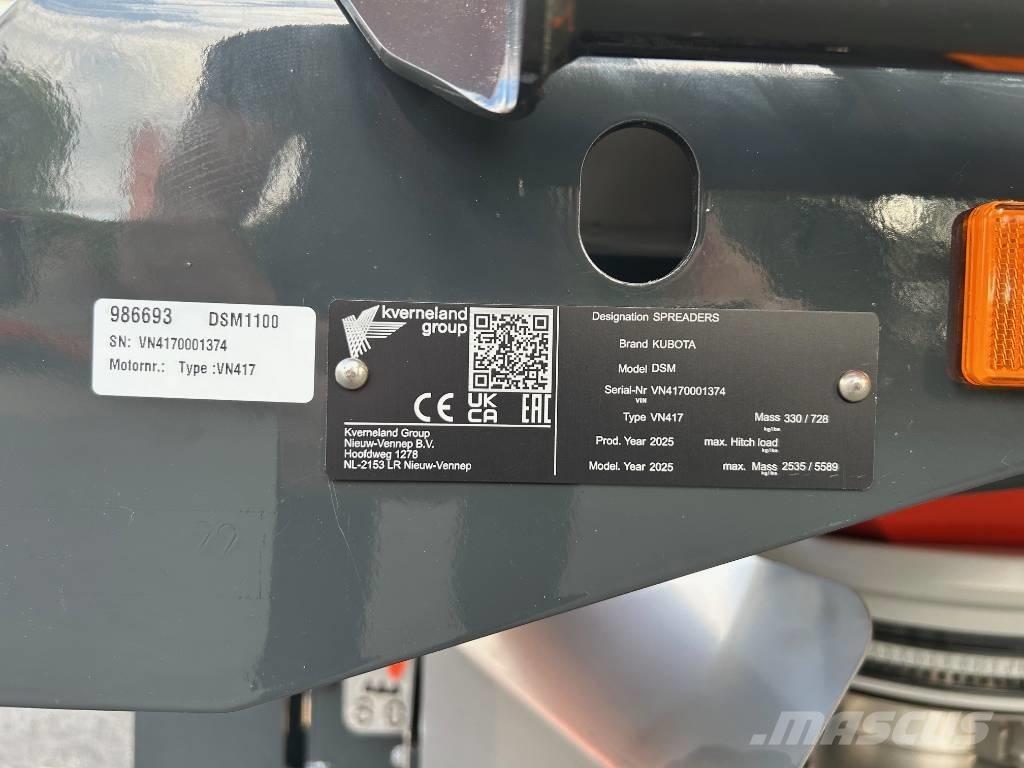 986693 DSM1100
SN: VN4170001374
Motornr.: Type :VN417
kverneland
group
CE UK CA EAC
Kverneland Group
Nieuw-Vennep B.V.
Hoofdweg 1278
NL-2153 LR Nieuw-Vennep
Designation SPREADERS
Brand KUBOTA
Model DSM
Serial-Nr VN4170001374
VIN
Type VN417 Mass 330 / 728
kg/lbs
Prod. Year 2025 max. Hitch load
kg/lbs
Model. Year 2025 max. Mass 2535 / 5589
kg/lbs
MASCUS